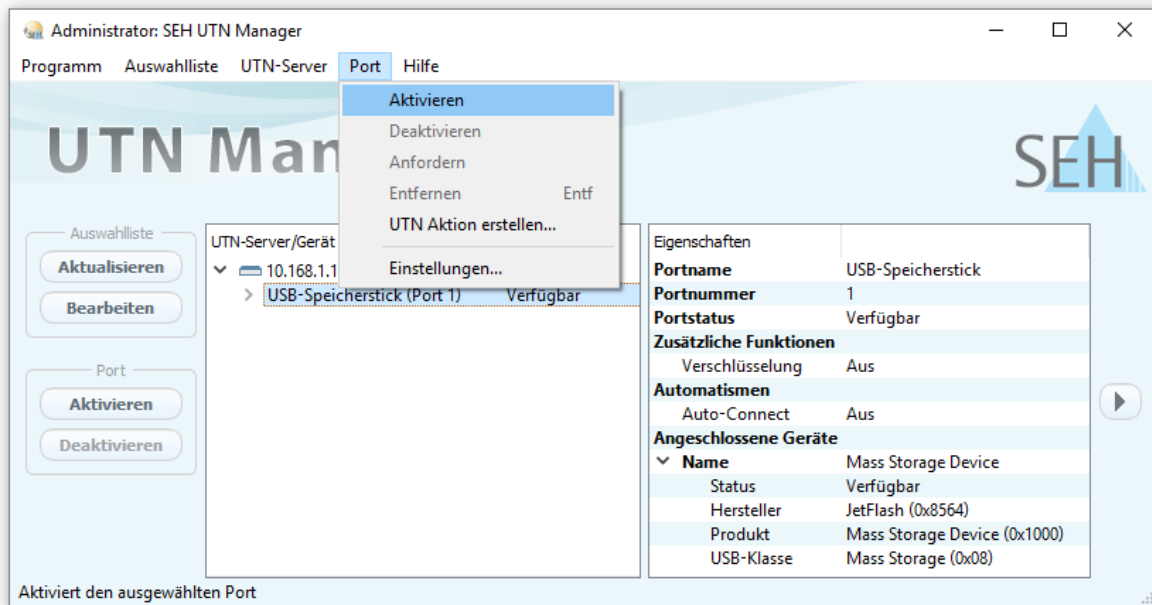 Administrator: SEH UTN Manager
Programm Auswahlliste UTN-Server Port Hilfe
Aktivieren
Deaktivieren
Anfordern
Entfernen Entf
UTN Aktion erstellen...
Einstellungen...
UTN Man
SEH
Auswahlliste
Aktualisieren
Bearbeiten
Port
Aktivieren
Deaktivieren
UTN-Server/Gerät
10.168.1.1
USB-Speicherstick (Port 1) Verfügbar
Eigenschaften
Portname USB-Speicherstick
Portnummer 1
Portstatus Verfügbar
Zusätzliche Funktionen
Verschlüsselung Aus
Automatismen
Auto-Connect Aus
Angeschlossene Geräte
Name Mass Storage Device
Status Verfügbar
Hersteller JetFlash (0x8564)
Produkt Mass Storage Device (0x1000)
USB-Klasse Mass Storage (0x08)
Aktiviert den ausgewählten Port